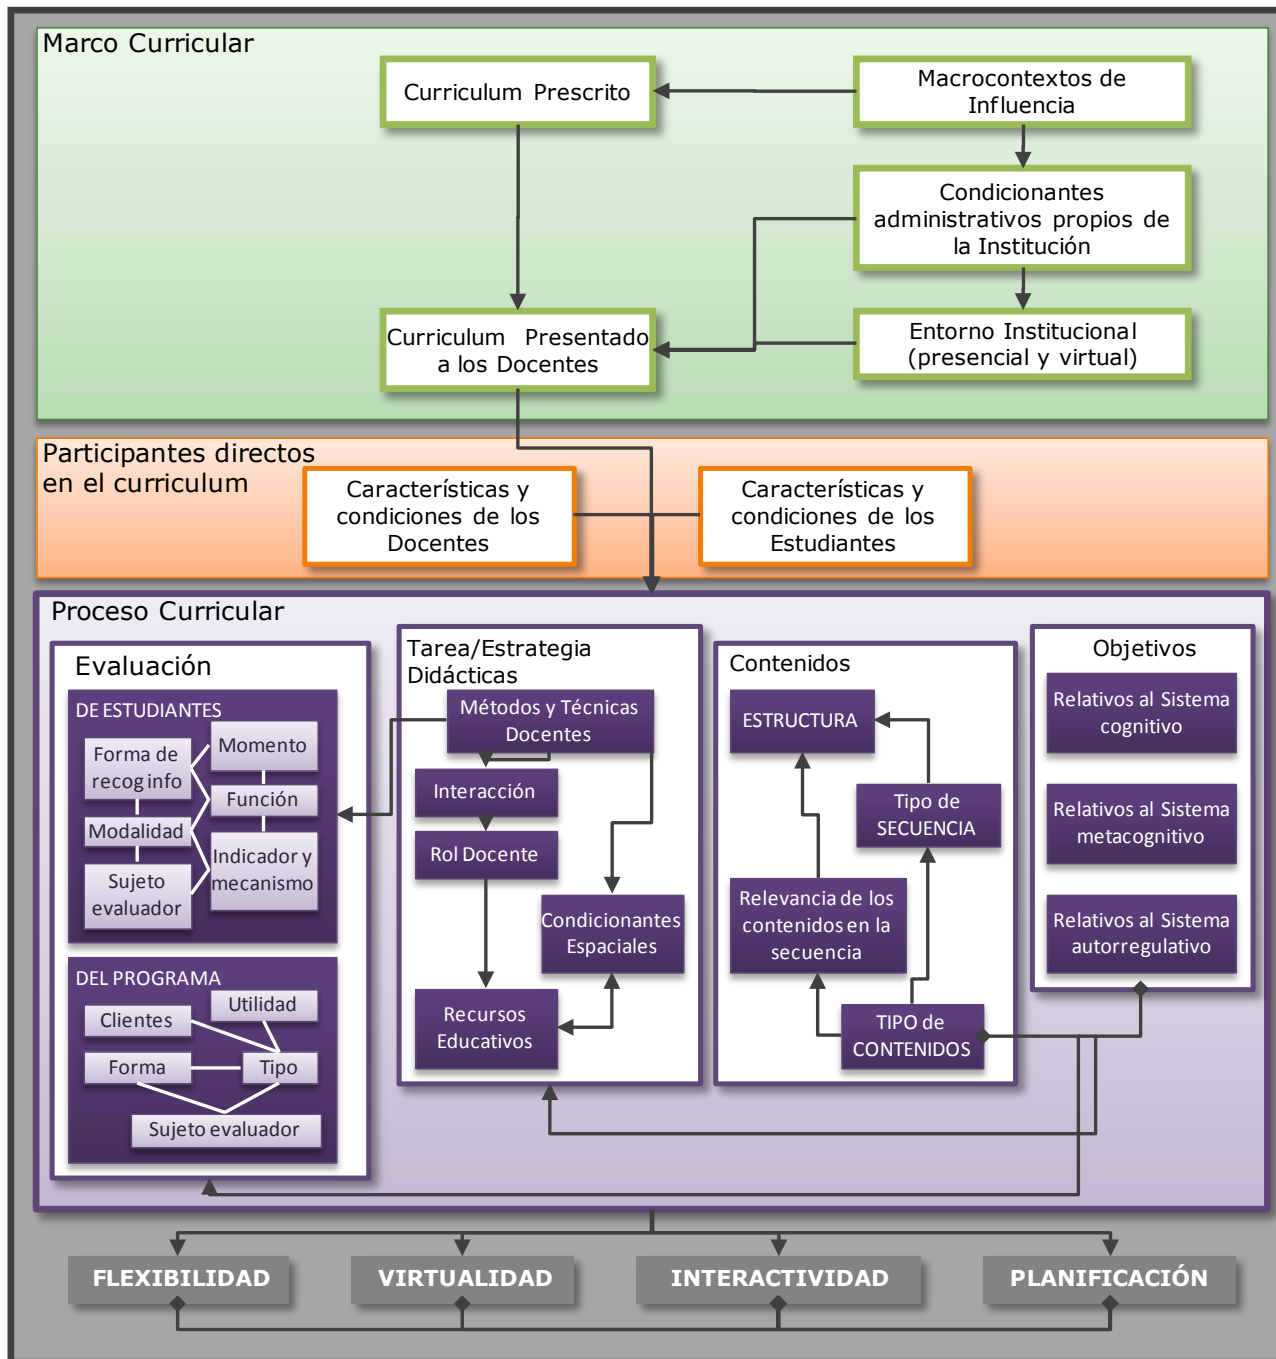 Marco Curricular
Curriculum Prescrito
Macrocontextos de
Influencia
Condicionantes
administrativos propios de
la Institución
Curriculum Presentado
a los Docentes
Entorno Institucional
(presencial y virtual)
Participantes directos
en el curriculum
Características y
condiciones de los
Docentes
Características y
condiciones de los
Estudiantes
Proceso Curricular
Evaluación
DE ESTUDIANTES
Forma de
recog info
Momento
Función
Modalidad
Indicador y
mecanismo
Sujeto
evaluador
DEL PROGRAMA
Utilidad
Clientes
Forma
Tipo
Sujeto evaluador
Tarea/Estrategia
Didácticas
Métodos y Técnicas
Docentes
Interacción
Rol Docente
Condicionantes
Espaciales
Recursos
Educativos
Contenidos
ESTRUCTURA
Tipo de
SECUENCIA
Relevancia de los
contenidos en la
secuencia
TIPO de
CONTENIDOS
Objetivos
Relativos al Sistema
cognitivo
Relativos al Sistema
metacognitivo
Relativos al Sistema
autorregulativo
FLEXIBILIDAD
VIRTUALIDAD
INTERACTIVIDAD
PLANIFICACIÓN